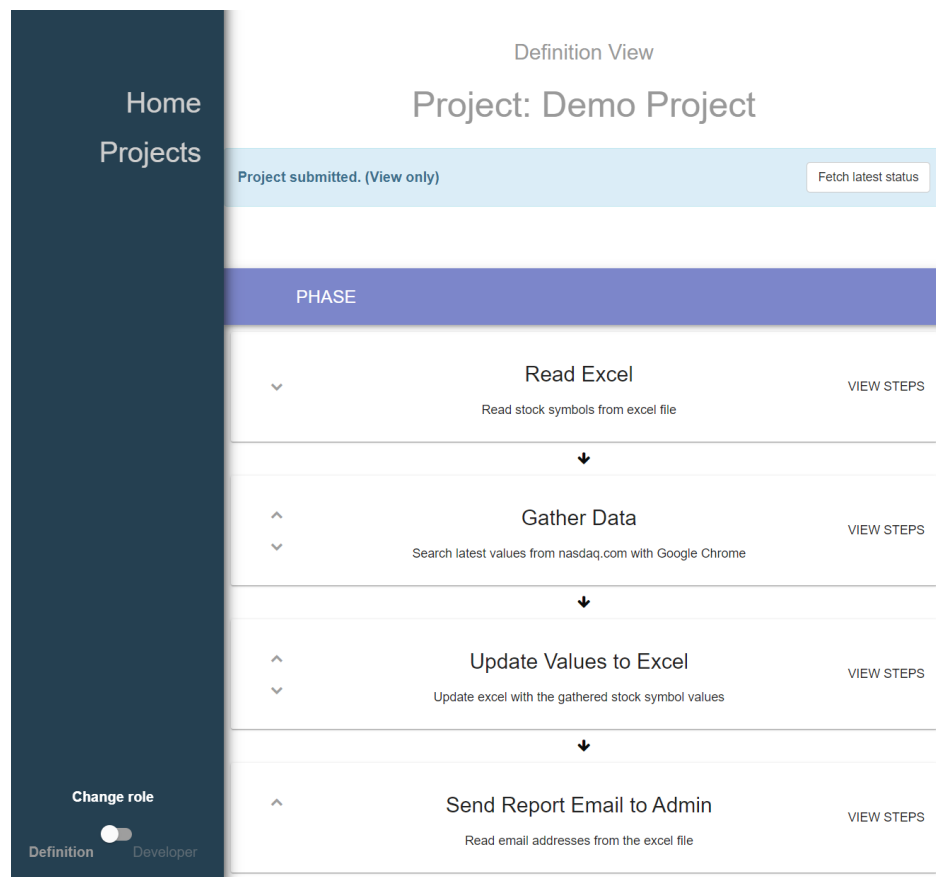 Home
Projects
Definition View
Project: Demo Project
Project submitted. (View only)
Fetch latest status
PHASE
Read Excel
Read stock symbols from excel file
VIEW STEPS
Gather Data
Search latest values from nasdaq.com with Google Chrome
VIEW STEPS
Update Values to Excel
Update excel with the gathered stock symbol values
VIEW STEPS
Send Report Email to Admin
Read email addresses from the excel file
VIEW STEPS
Change role
Definition
Developer